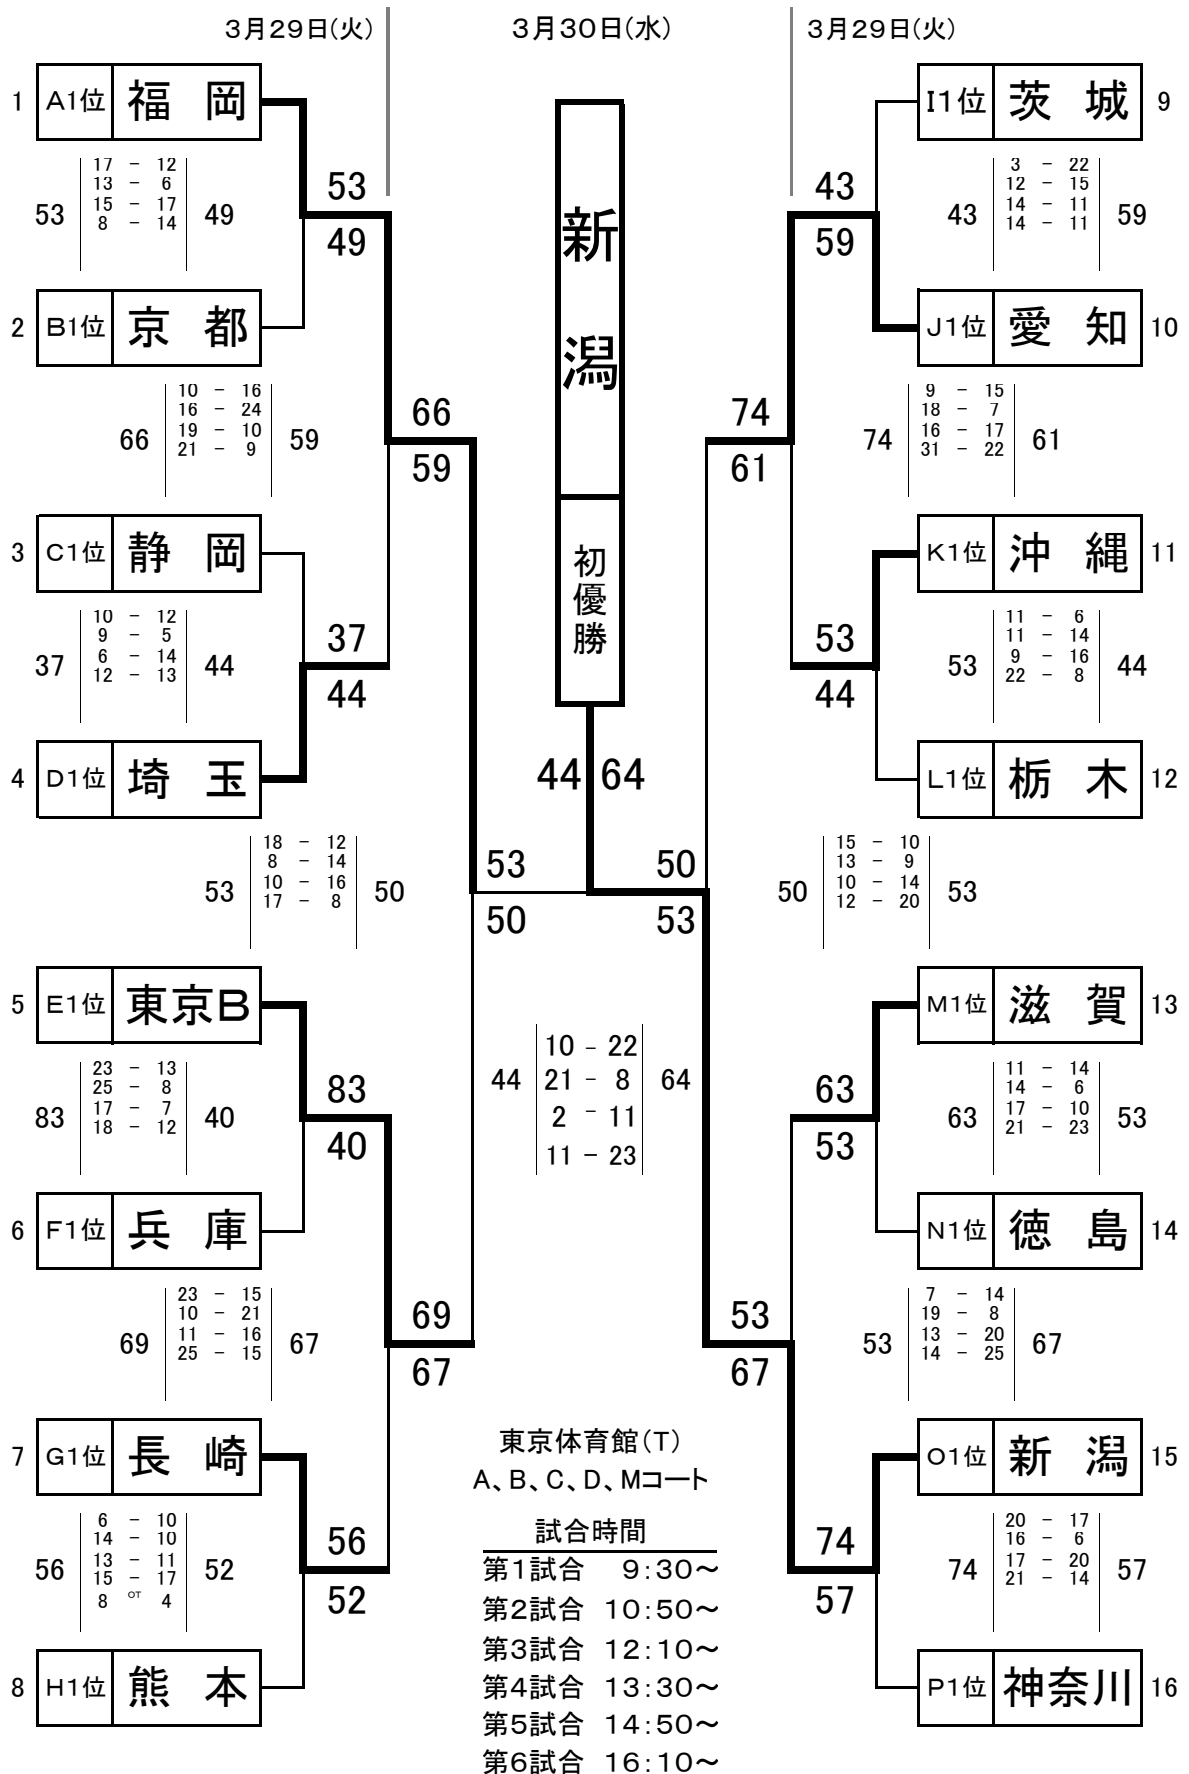 3月29日(火)
3月30日(水)
3月29日(火)
1 A1位 福岡
17 − 12
13 − 6
53 15 − 17 49
8 − 14
53
49
2 B1位 京都
10 − 16
16 − 24
66 19 − 10 59
21 − 9
66
59
3 C1位 静岡
10 − 12
9 − 5
37 6 − 14 44
12 − 13
37
44
4 D1位 埼玉
18 − 12
8 − 14
53 10 − 16 50
17 − 8
53
50
5 E1位 東京B
23 − 13
25 − 8
83 17 − 7 40
18 − 12
83
40
6 F1位 兵庫
23 − 15
10 − 21
69 11 − 16 67
25 − 15
69
67
7 G1位 長崎
6 − 10
14 − 10
56 13 − 11 52
15 − 17
8 OT 4
56
52
8 H1位 熊本
新潟
初優勝
44 64
10 − 22
44 21 − 8 64
2 − 11
11 − 23
東京体育館(T)
A、B、C、D、Mコート
試合時間
第1試合 9:30~
第2試合 10:50~
第3試合 12:10~
第4試合 13:30~
第5試合 14:50~
第6試合 16:10~
I1位 茨城 9
3 − 22
12 − 15
43 14 − 11 59
14 − 11
43
59
J1位 愛知 10
9 − 15
18 − 7
74 16 − 17 61
31 − 22
74
61
K1位 沖縄 11
11 − 6
11 − 14
53 9 − 16 44
22 − 8
53
44
L1位 栃木 12
15 − 10
13 − 9
50 10 − 14 53
12 − 20
50
53
M1位 滋賀 13
11 − 14
14 − 6
63 17 − 10 53
21 − 23
63
53
N1位 徳島 14
7 − 14
19 − 8
53 13 − 20 67
14 − 25
53
67
O1位 新潟 15
20 − 17
16 − 6
74 17 − 20 57
21 − 14
74
57
P1位 神奈川 16